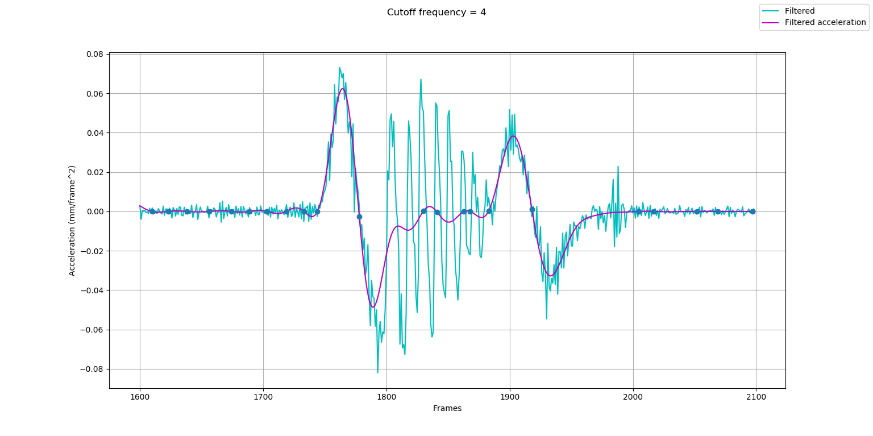 Cutoff frequency = 4
Filtered
Filtered acceleration
0.08
0.06
0.04
0.02
0.00
−0.02
−0.04
−0.06
−0.08
Acceleration (mm/frame^2)
1600 1700 1800 1900 2000 2100
Frames